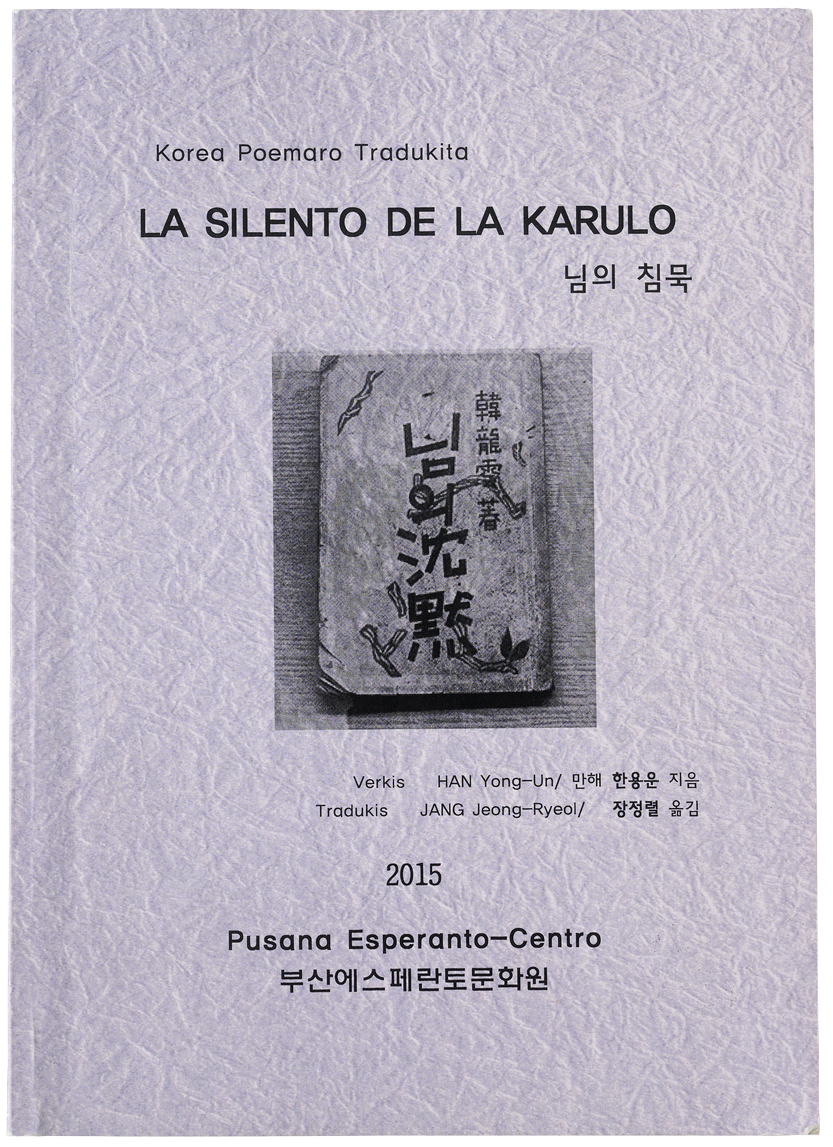 Korea Poemaro Tradukita
LA SILENTO DE LA KARULO
님의 침묵
韓龍雲 著
님의 沈默
Verkis HAN Yong-Un/ 만해 한용운 지음
Tradukis JANG Jeong-Ryeol/ 장정렬 옮김
2015
Pusana Esperanto-Centro
부산에스페란토문화원